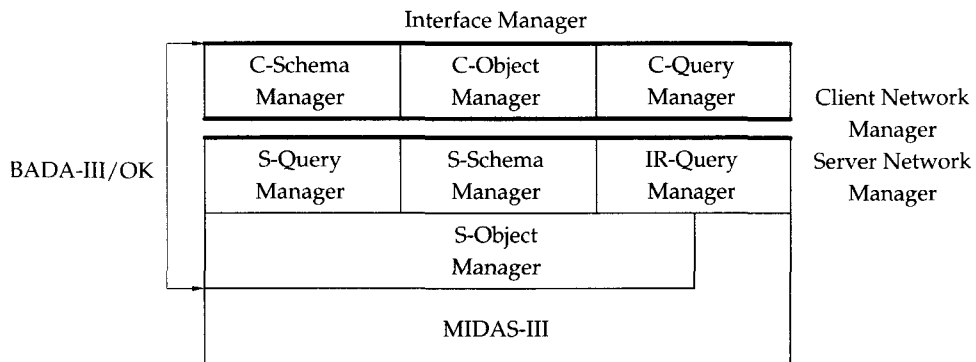 Interface Manager
C-Schema
Manager
C-Object
Manager
C-Query
Manager
Client Network
Manager
BADA-III/OK
S-Query
Manager
S-Schema
Manager
IR-Query
Manager
Server Network
Manager
S-Object
Manager
MIDAS-III